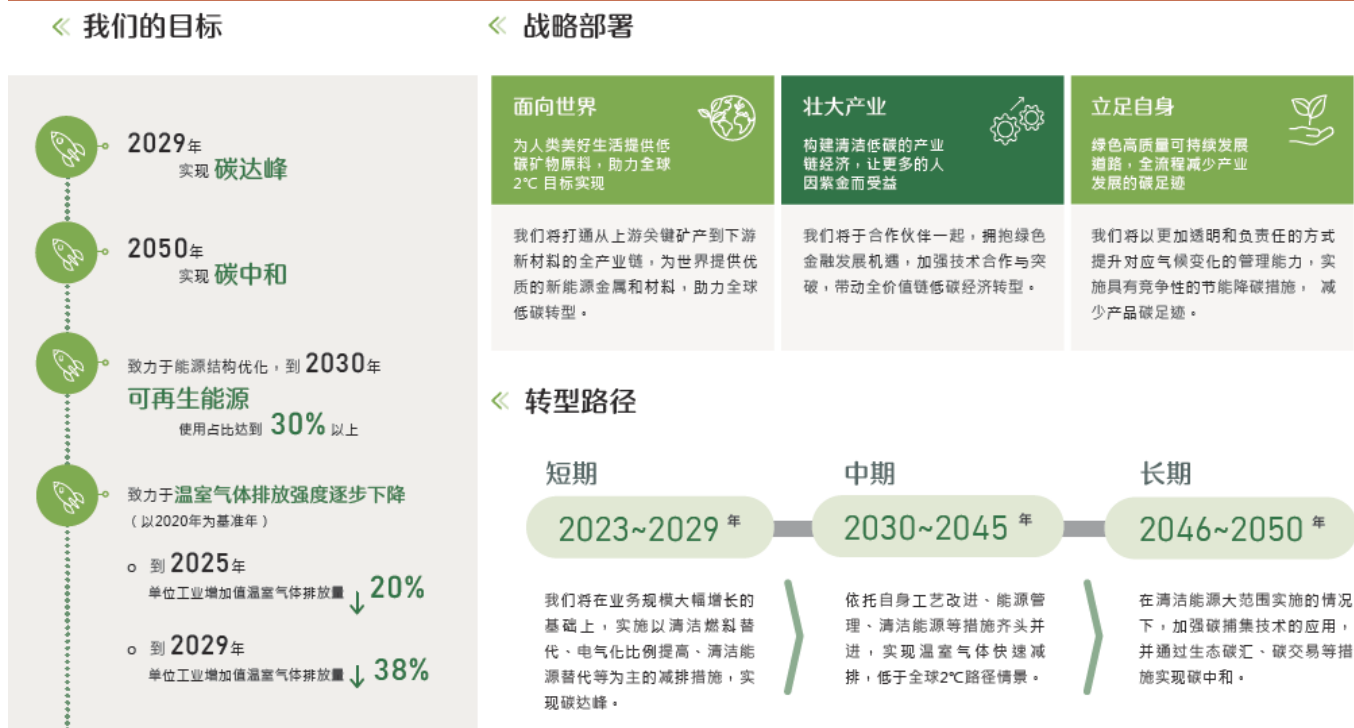 我们的目标
2029年
实现 碳达峰
2050年
实现 碳中和
致力于能源结构优化，到 2030年
可再生能源
使用占比达到 30% 以上
致力于温室气体排放强度逐步下降
（以2020年为基准年）
到 2025年
单位工业增加值温室气体排放量 ↓ 20%
到 2029年
单位工业增加值温室气体排放量 ↓ 38%
战略部署
面向世界
为人类美好生活提供低
碳矿物原料，助力全球
2℃ 目标实现
我们将打通从上游关键矿产到下游
新材料的全产业链，为世界提供优
质的新能源金属和材料，助力全球
低碳转型。
壮大产业
构建清洁低碳的产业
链经济，让更多的人
因紫金而受益
我们将于合作伙伴一起，拥抱绿色
金融发展机遇，加强技术合作与突
破，带动全价值链低碳经济转型。
立足自身
绿色高质量可持续发展
道路，全流程减少产业
发展的碳足迹
我们将以更加透明和负责任的方式
提升对应气候变化的管理能力，实
施具有竞争性的节能降碳措施， 减
少产品碳足迹。
转型路径
短期
2023~2029 年
我们将在业务规模大幅增长的
基础上，实施以清洁燃料替
代、电气化比例提高、清洁能
源替代等为主的减排措施，实
现碳达峰。
中期
2030~2045 年
依托自身工艺改进、能源管
理、清洁能源等措施齐头并
进，实现温室气体快速减
排，低于全球2℃路径情景。
长期
2046~2050 年
在清洁能源大范围实施的情况
下，加强碳捕集技术的应用，
并通过生态碳汇、碳交易等措
施实现碳中和。